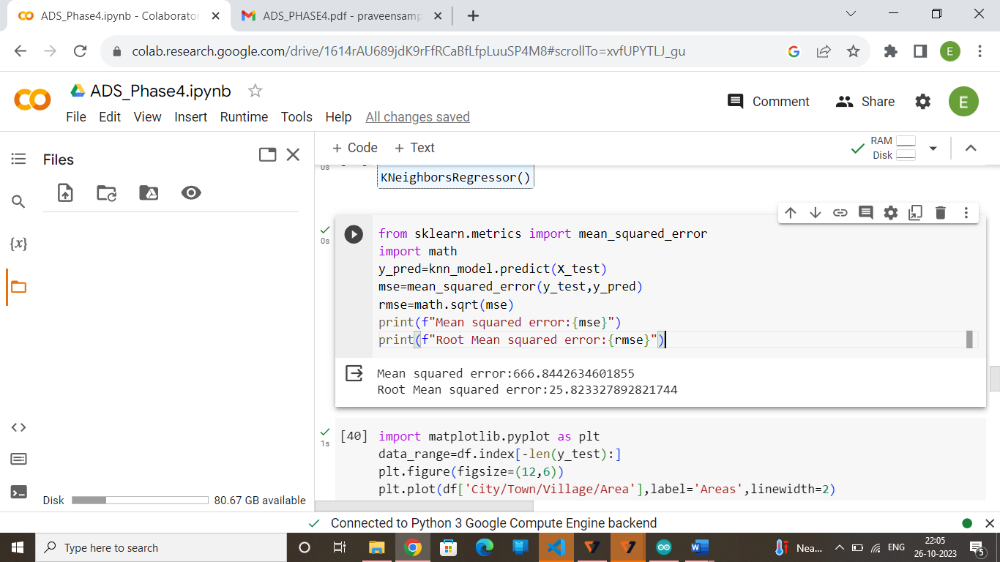 ADS_Phase4.ipynb - Colaborato
ADS_PHASE4.pdf - praveensamp
colab.research.google.com/drive/1614rAU689jdK9rFfRCaBfLfpLuuSP4M8#scrollTo=xvfUPYTLJ_gu
E
ADS_Phase4.ipynb
File Edit View Insert Runtime Tools Help All changes saved
Comment Share E
Files
+ Code + Text
RAM
Disk
0s
KNeighborsRegressor()
{x}
0s
from sklearn.metrics import mean_squared_error
import math
y_pred=knn_model.predict(X_test)
mse=mean_squared_error(y_test,y_pred)
rmse=math.sqrt(mse)
print(f"Mean squared error:{mse}")
print(f"Root Mean squared error:{rmse}")
Mean squared error:666.8442634601855
Root Mean squared error:25.823327892821744
1s
[40] import matplotlib.pyplot as plt
data_range=df.index[-len(y_test):]
plt.figure(figsize=(12,6))
plt.plot(df['City/Town/Village/Area'],label='Areas',linewidth=2)
Disk 80.67 GB available
Connected to Python 3 Google Compute Engine backend
Type here to search
Nea...
ENG
22:05
26-10-2023
5